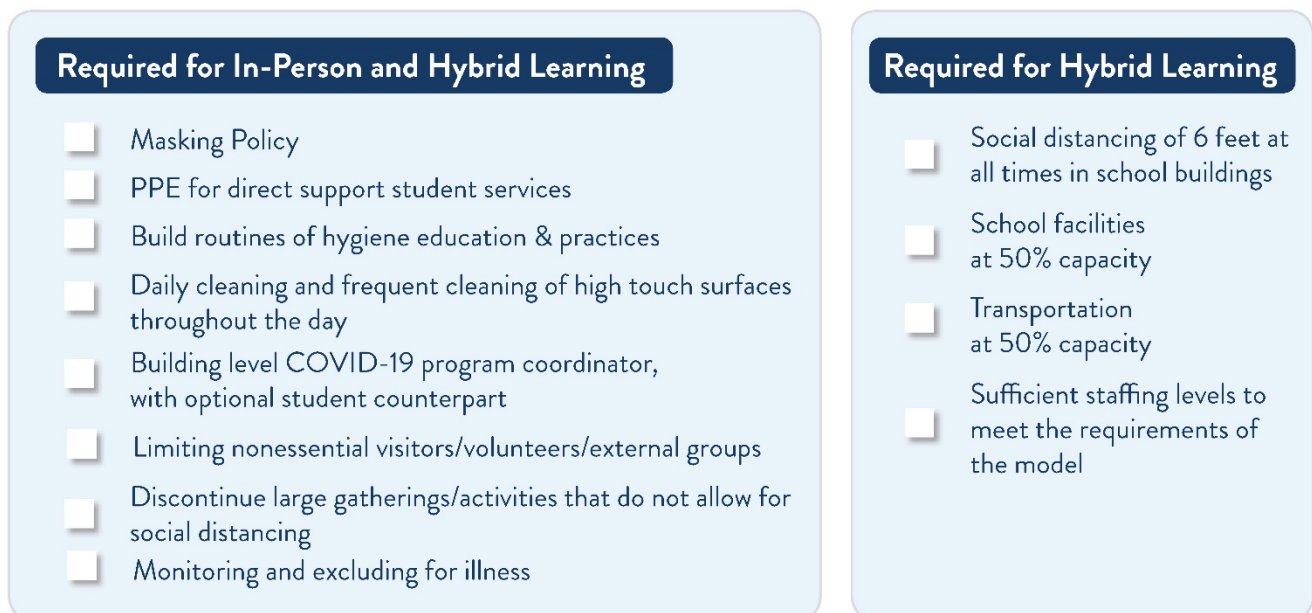 Required for In-Person and Hybrid Learning
Masking Policy
PPE for direct support student services
Build routines of hygiene education & practices
Daily cleaning and frequent cleaning of high touch surfaces
throughout the day
Building level COVID-19 program coordinator,
with optional student counterpart
Limiting nonessential visitors/volunteers/external groups
Discontinue large gatherings/activities that do not allow for
social distancing
Monitoring and excluding for illness
Required for Hybrid Learning
Social distancing of 6 feet at
all times in school buildings
School facilities
at 50% capacity
Transportation
at 50% capacity
Sufficient staffing levels to
meet the requirements of
the model